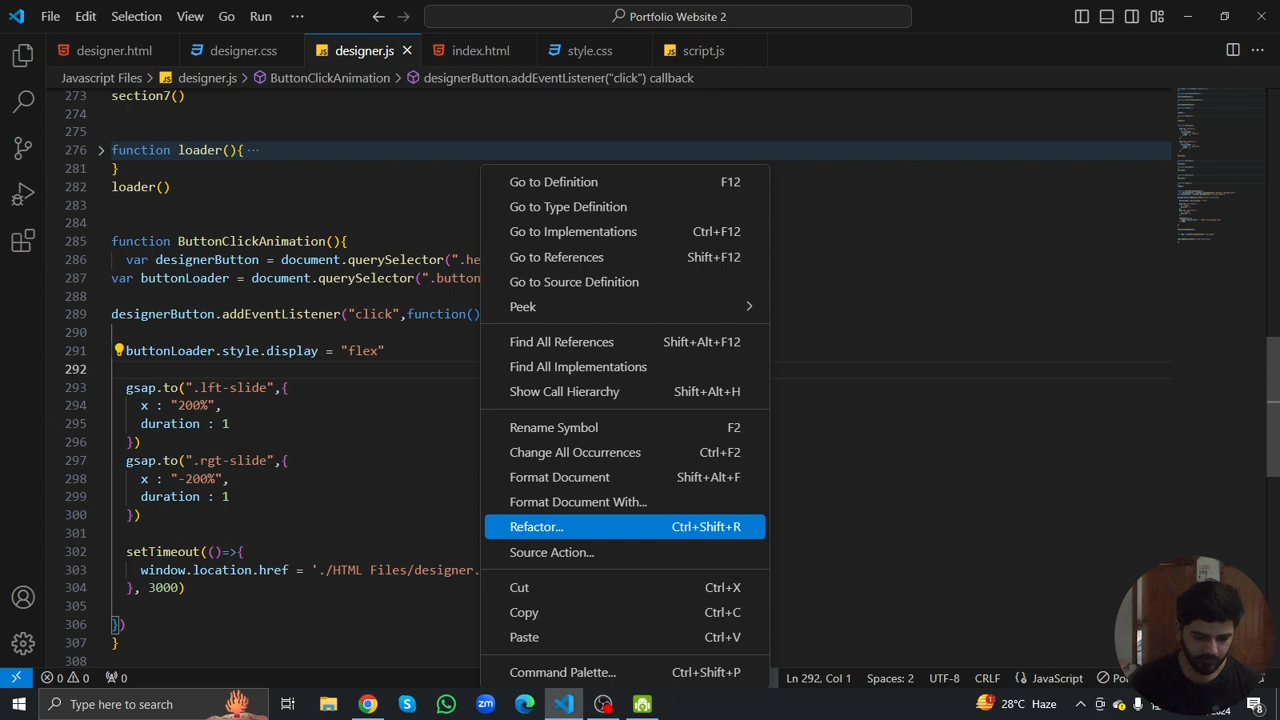 File Edit Selection View Go Run ··· Portfolio Website 2
designer.html designer.css designer.js index.html style.css script.js
Javascript Files > designer.js > ButtonClickAnimation > designerButton.addEventListener("click") callback
273 section7()
274
275
276 function loader(){ ···
281 }
282 loader()
283
284
285 function ButtonClickAnimation(){
286 var designerButton = document.querySelector(".he
287 var buttonLoader = document.querySelector(".button
288
289 designerButton.addEventListener("click",function()
290
291 buttonLoader.style.display = "flex"
292
293 gsap.to(".lft-slide",{
294 x : "200%",
295 duration : 1
296 })
297 gsap.to(".rgt-slide",{
298 x : "-200%",
299 duration : 1
300 })
301
302 setTimeout(()=>{
303 window.location.href = './HTML Files/designer.
304 }, 3000)
305
306 })
307 }
308
Go to Definition F12
Go to Type Definition
Go to Implementations Ctrl+F12
Go to References Shift+F12
Go to Source Definition
Peek
Find All References Shift+Alt+F12
Find All Implementations
Show Call Hierarchy Shift+Alt+H
Rename Symbol F2
Change All Occurrences Ctrl+F2
Format Document Shift+Alt+F
Format Document With...
Refactor... Ctrl+Shift+R
Source Action...
Cut Ctrl+X
Copy Ctrl+C
Paste Ctrl+V
Command Palette... Ctrl+Shift+P
0 0 0 Ln 292, Col 1 Spaces: 2 UTF-8 CRLF {} JavaScript
Type here to search 28°C Haze